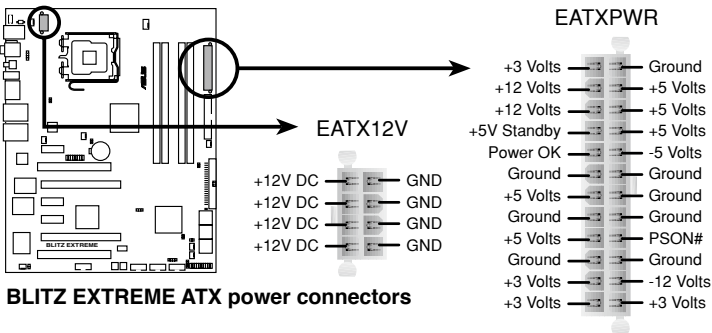 EATXPWR
+3 Volts Ground
+12 Volts +5 Volts
+12 Volts +5 Volts
+5V Standby +5 Volts
Power OK -5 Volts
Ground Ground
+5 Volts Ground
Ground Ground
+5 Volts PSON#
Ground Ground
+3 Volts -12 Volts
+3 Volts +3 Volts
EATX12V
+12V DC GND
+12V DC GND
+12V DC GND
+12V DC GND
ASUS
BLITZ EXTREME
BLITZ EXTREME ATX power connectors